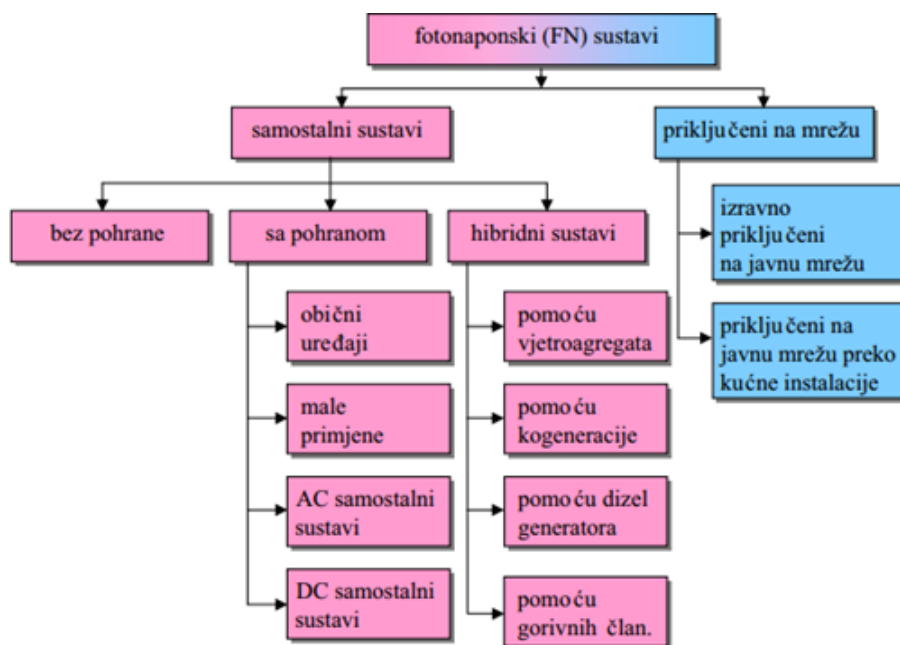 fotonaponski (FN) sustavi
samostalni sustavi
priključeni na mrežu
bez pohrane
sa pohranom
hibridni sustavi
izravno
priključeni
na javnu mrežu
obični
uređaji
pomoću
vjetroagregata
priključeni na
javnu mrežu preko
kućne instalacije
male
primjene
pomoću
kogeneracije
AC samostalni
sustavi
pomoću dizel
generatora
DC samostalni
sustavi
pomoću
gorivnih član.